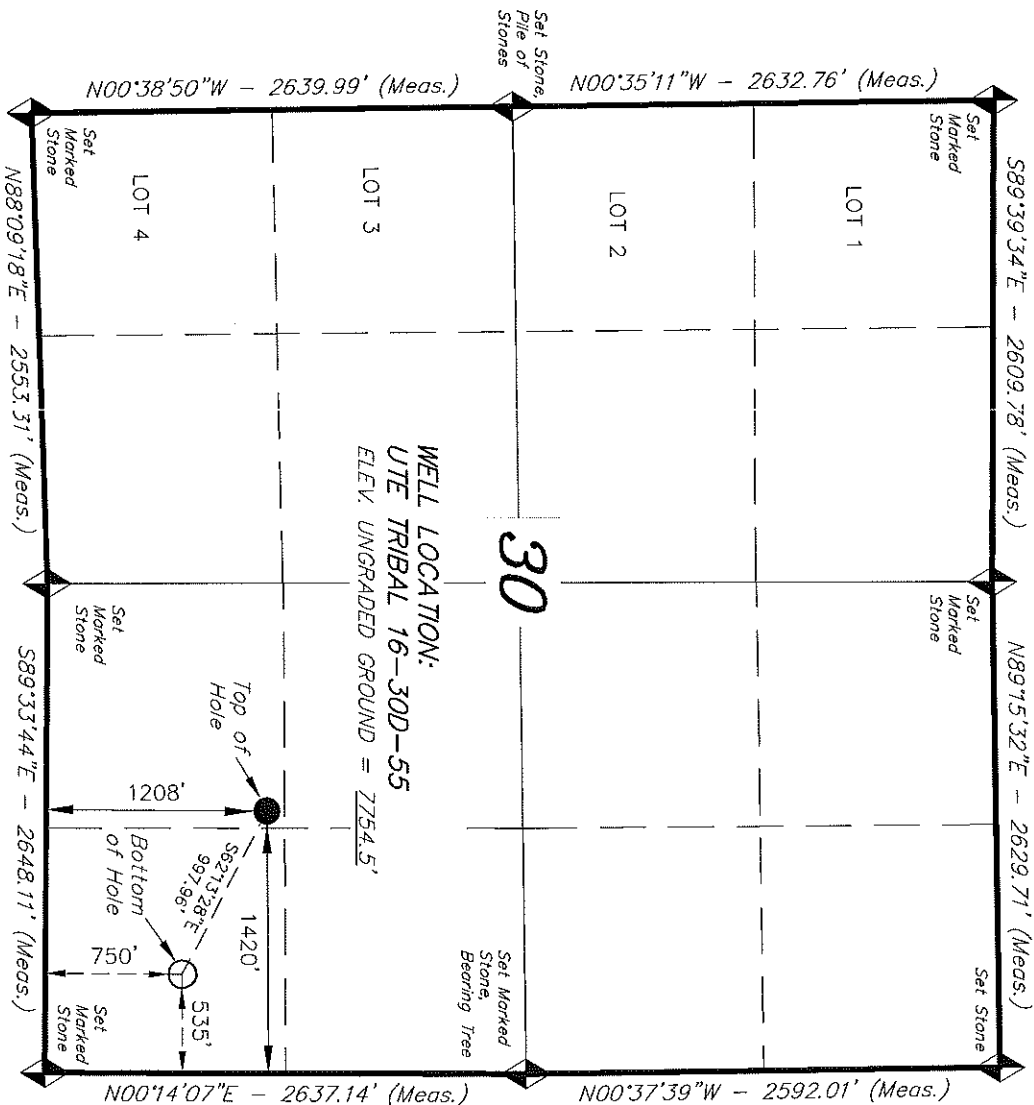 S89°39'34"E - 2609.78' (Meas.)
N89°15'32"E - 2629.71' (Meas.)
Set
Marked
Stone
Set
Marked
Stone
Set Stone
N00°35'11"W - 2632.76' (Meas.)
LOT 1
LOT 2
N00°37'39"W - 2592.01' (Meas.)
Set Stone,
Pile of
Stones
30
Set Marked
Stone,
Bearing Tree
WELL LOCATION:
UTE TRIBAL 16-30D-55
ELEV. UNGRADED GROUND = 7754.5'
N00°38'50"W - 2639.99' (Meas.)
LOT 3
LOT 4
Top of
Hole
1208'
1420'
S62°13'28"E
997.96'
Bottom
of Hole
750'
535'
N00°14'07"E - 2637.14' (Meas.)
Set
Marked
Stone
Set
Marked
Stone
Set
Marked
Stone
N88°09'18"E - 2553.31' (Meas.)
S89°33'44"E - 2648.11' (Meas.)